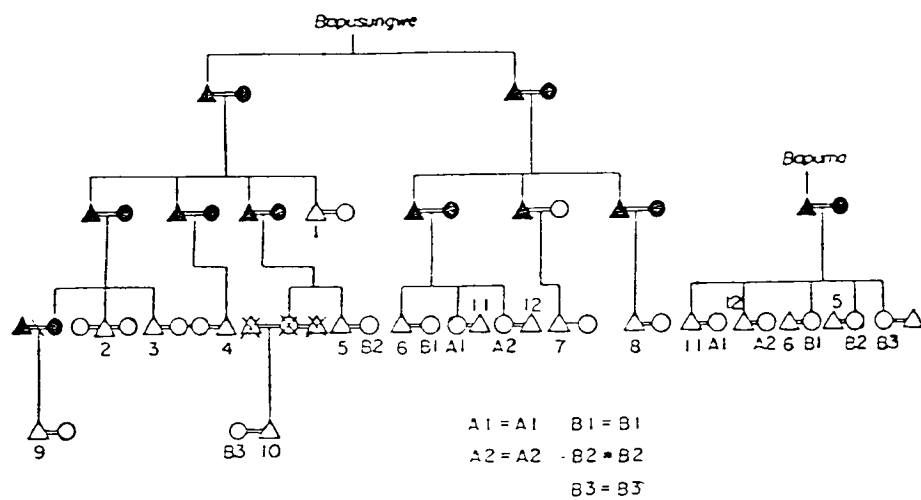 Bapusungwe
Bapuma
1
11 12 12 5
2 3 4 5 B2 6 B1 A1 A2 7 8 11 A1 A2 6 B1 B2 B3
9 B3 10
A1 = A1 B1 = B1
A2 = A2 B2 = B2
B3 = B3